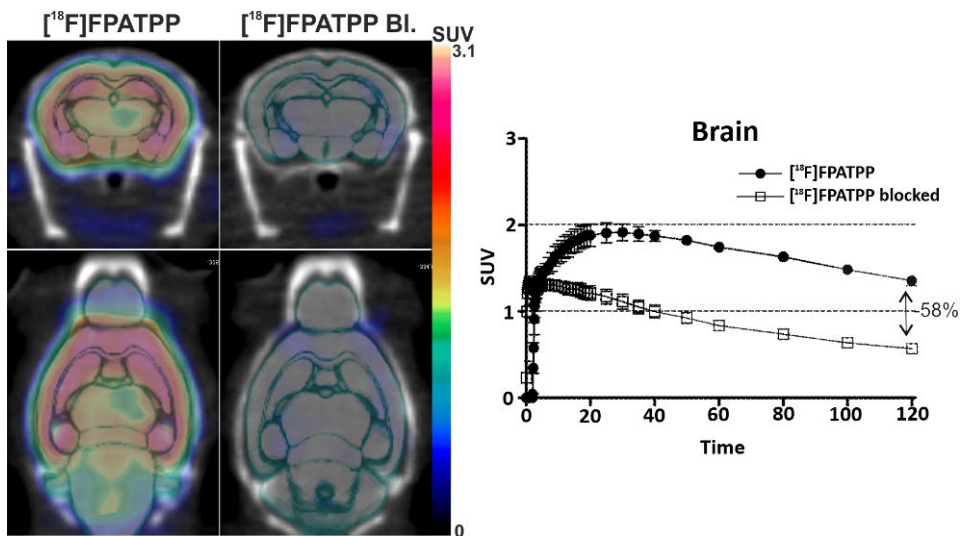 [¹⁸F]FPATPP
[¹⁸F]FPATPP Bl.
SUV
3.1
0
Brain
[¹⁸F]FPATPP
[¹⁸F]FPATPP blocked
3
2
1
0
SUV
58%
0
20
40
60
80
100
120
Time